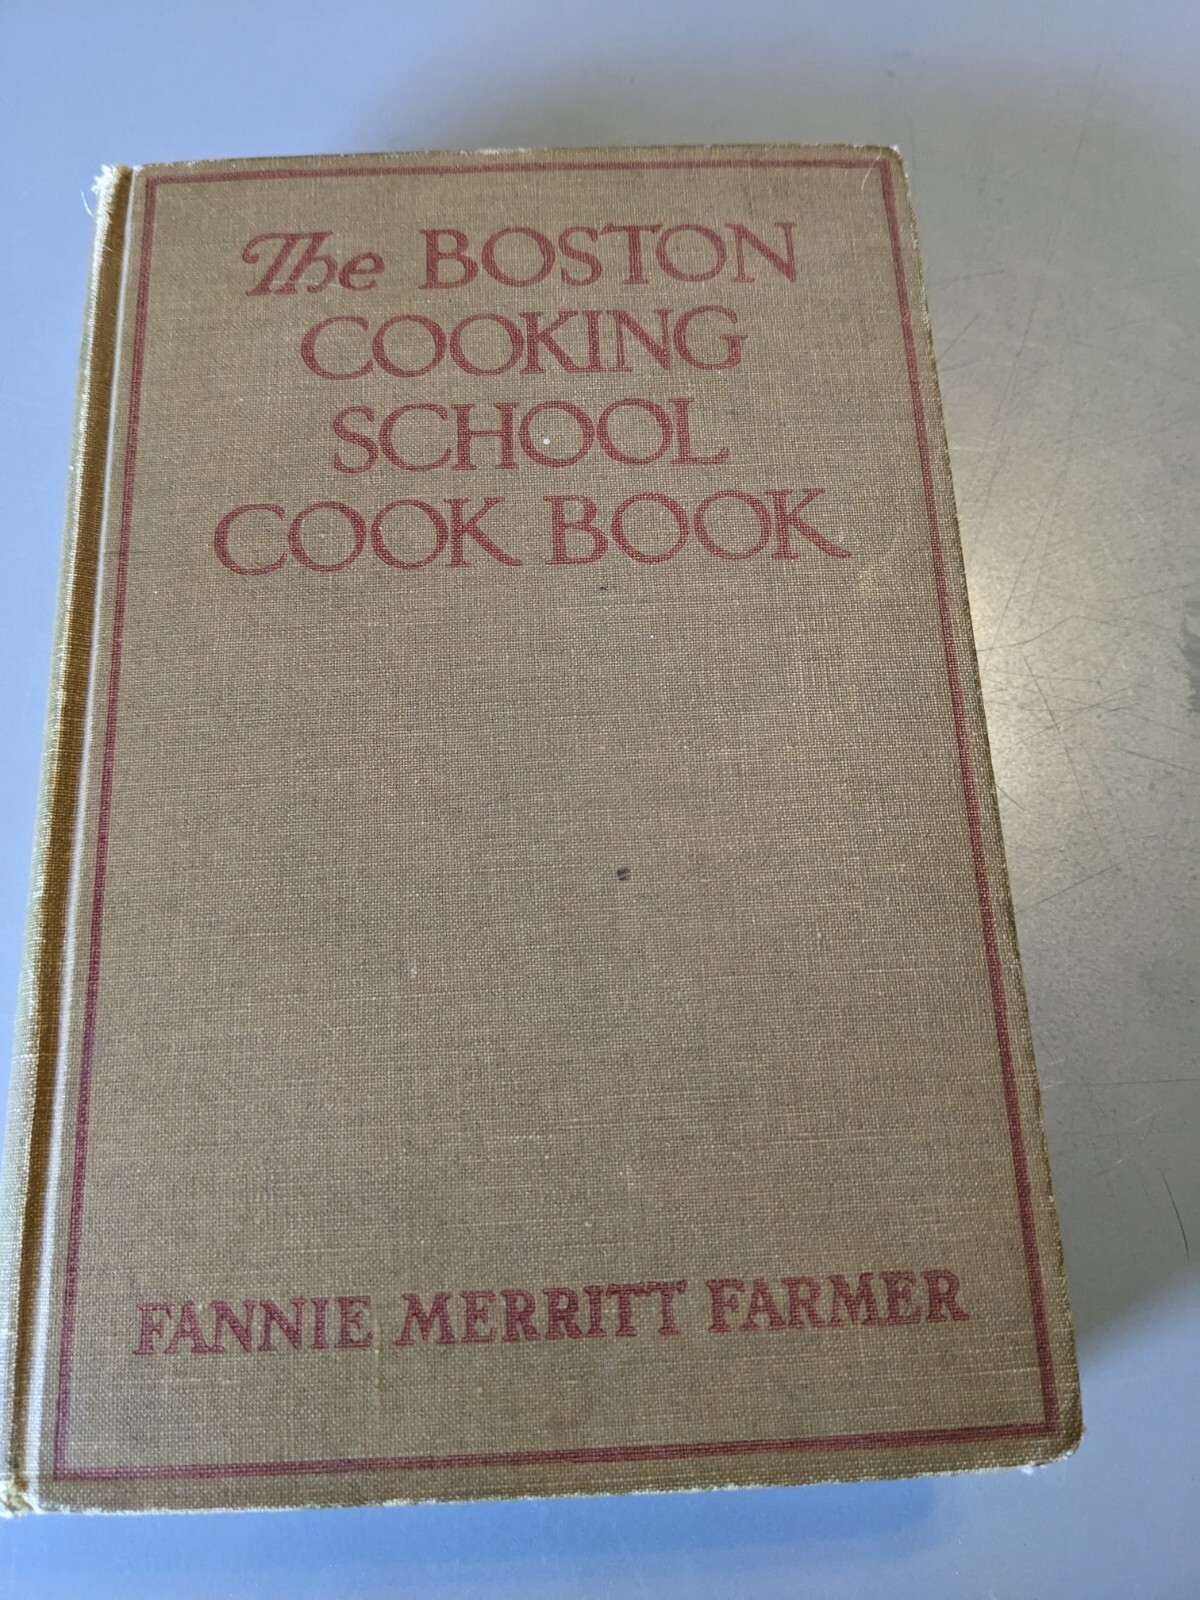 The BOSTON
COOKING
SCHOOL
COOK BOOK
FANNIE MERRITT FARMER